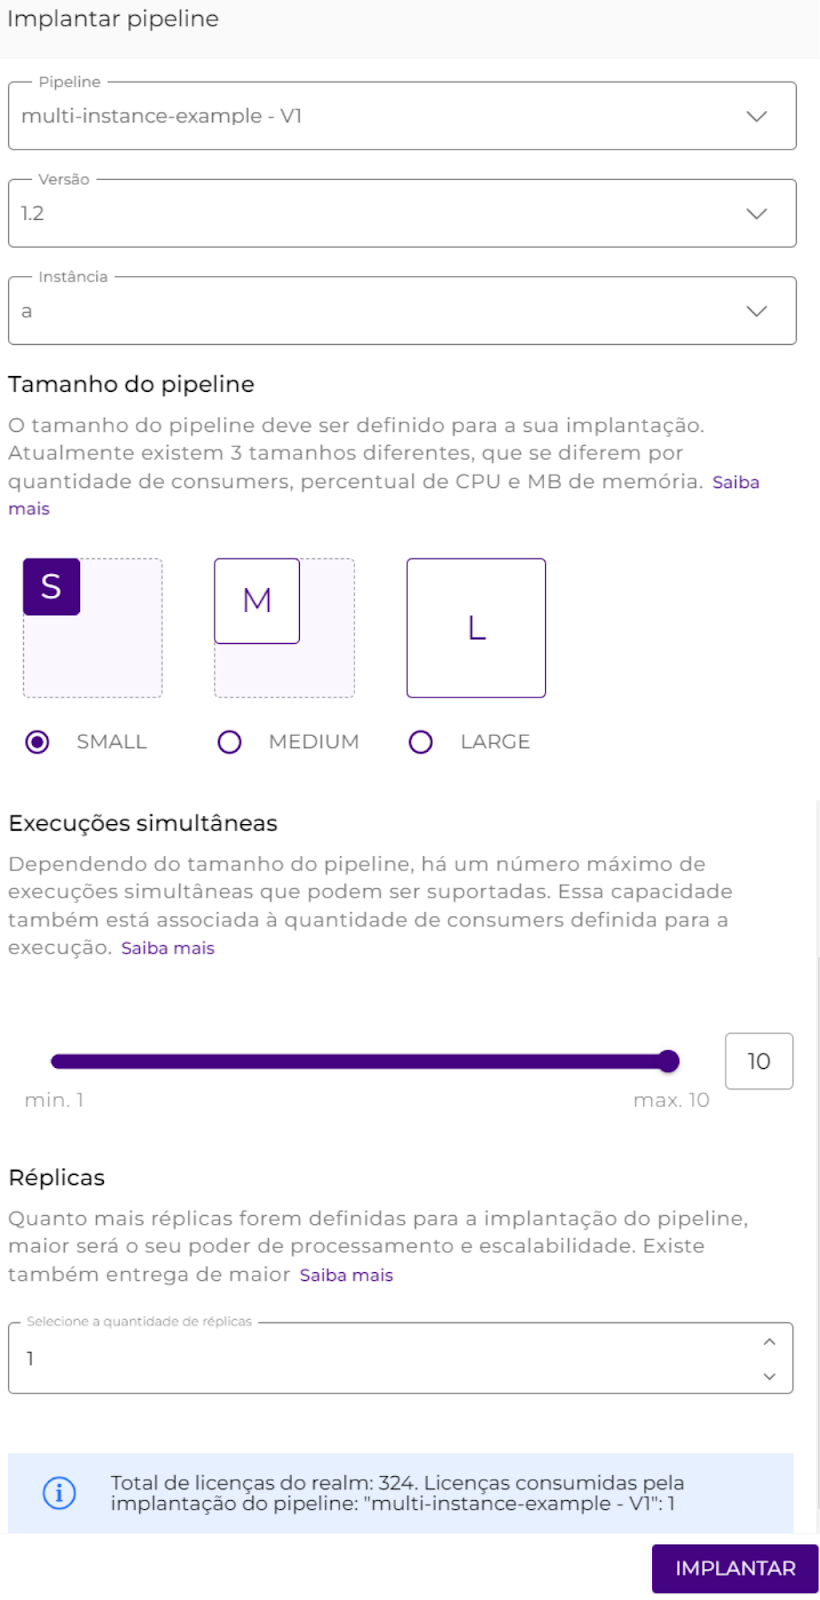 Implantar pipeline
Pipeline
multi-instance-example - V1
Versão
1.2
Instância
a
Tamanho do pipeline
O tamanho do pipeline deve ser definido para a sua implantação.
Atualmente existem 3 tamanhos diferentes, que se diferem por
quantidade de consumers, percentual de CPU e MB de memória. Saiba
mais
S
M
L
SMALL
MEDIUM
LARGE
Execuções simultâneas
Dependendo do tamanho do pipeline, há um número máximo de
execuções simultâneas que podem ser suportadas. Essa capacidade
também está associada à quantidade de consumers definida para a
execução. Saiba mais
10
min. 1
max. 10
Réplicas
Quanto mais réplicas forem definidas para a implantação do pipeline,
maior será o seu poder de processamento e escalabilidade. Existe
também entrega de maior Saiba mais
Selecione a quantidade de réplicas
1
Total de licenças do realm: 324. Licenças consumidas pela
implantação do pipeline: "multi-instance-example - V1": 1
IMPLANTAR